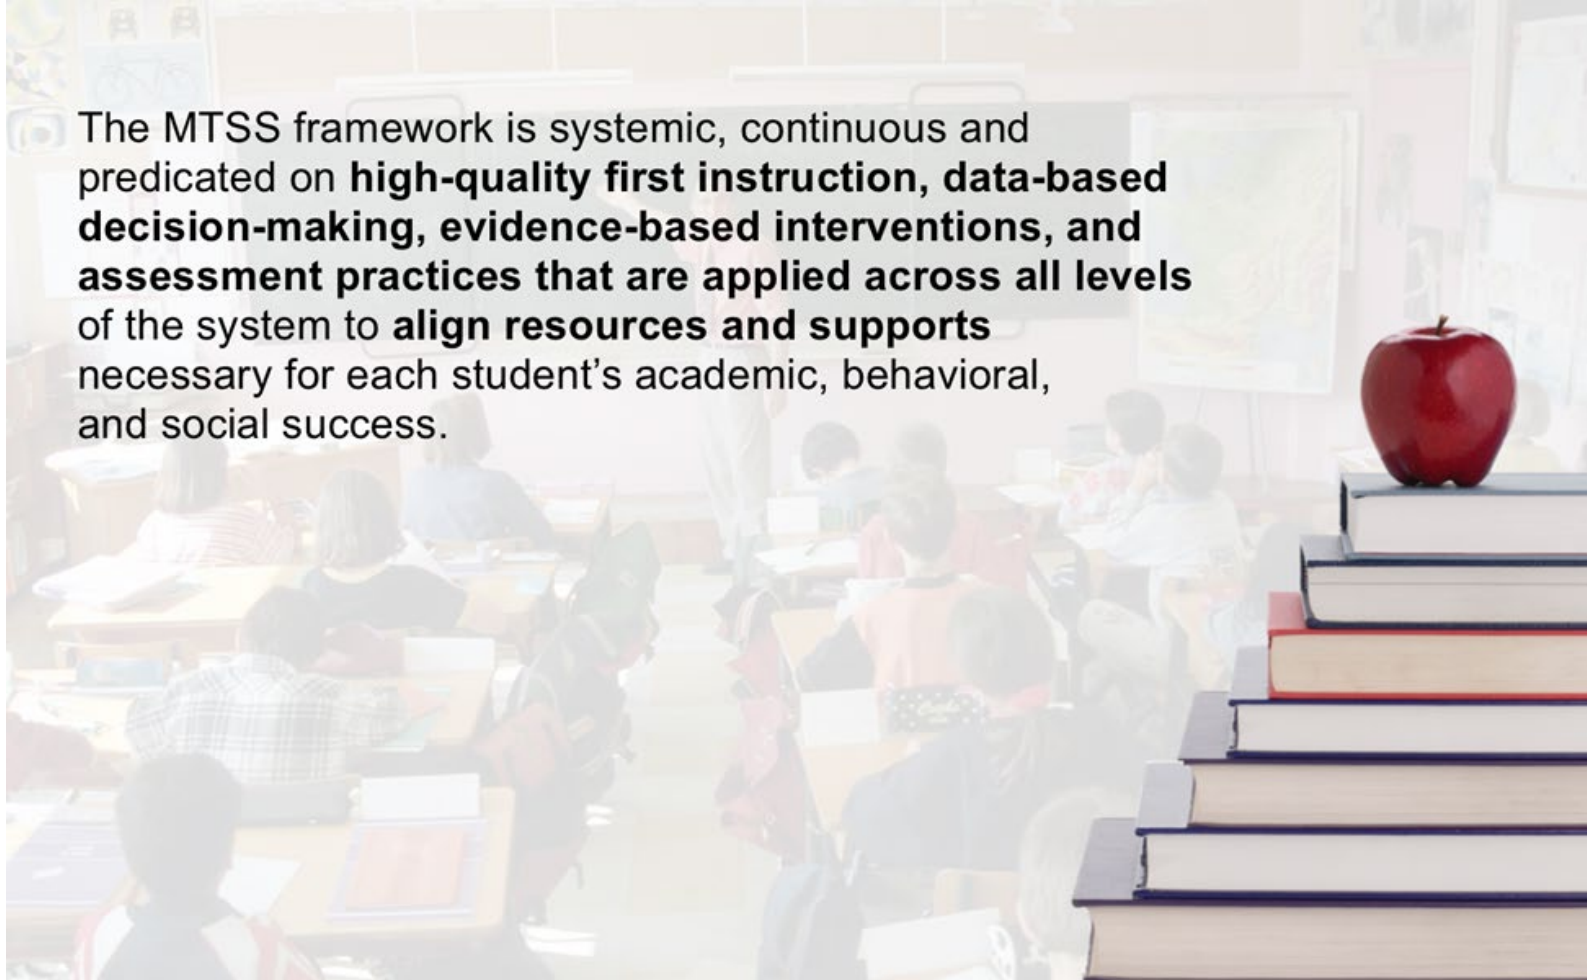 The MTSS framework is systemic, continuous and
predicated on high-quality first instruction, data-based
decision-making, evidence-based interventions, and
assessment practices that are applied across all levels
of the system to align resources and supports
necessary for each student’s academic, behavioral,
and social success.